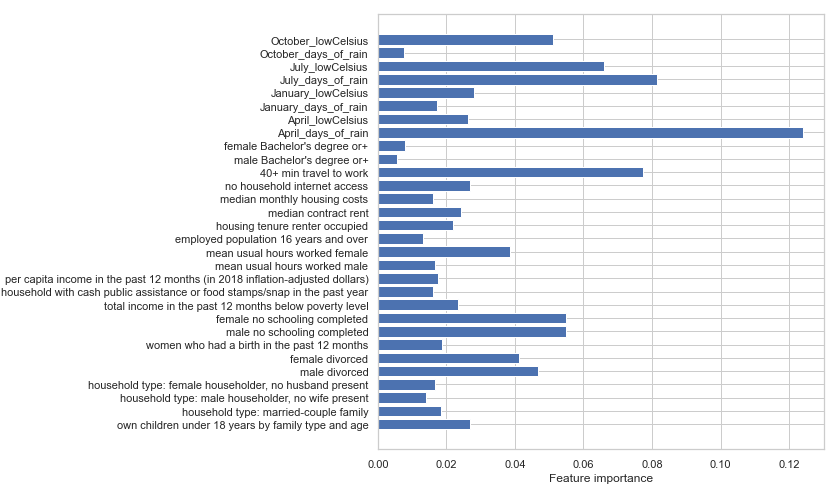 October_lowCelsius
October_days_of_rain
July_lowCelsius
July_days_of_rain
January_lowCelsius
January_days_of_rain
April_lowCelsius
April_days_of_rain
female Bachelor's degree or+
male Bachelor's degree or+
40+ min travel to work
no household internet access
median monthly housing costs
median contract rent
housing tenure renter occupied
employed population 16 years and over
mean usual hours worked female
mean usual hours worked male
per capita income in the past 12 months (in 2018 inflation-adjusted dollars)
household with cash public assistance or food stamps/snap in the past year
total income in the past 12 months below poverty level
female no schooling completed
male no schooling completed
women who had a birth in the past 12 months
female divorced
male divorced
household type: female householder, no husband present
household type: male householder, no wife present
household type: married-couple family
own children under 18 years by family type and age
0.00 0.02 0.04 0.06 0.08 0.10 0.12
Feature importance